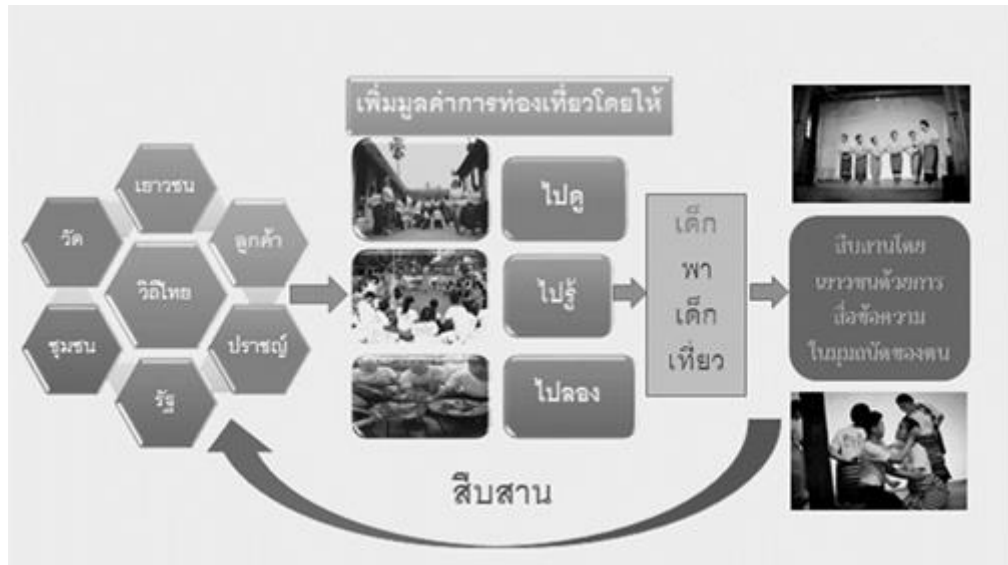 เพิ่มมูลค่าการท่องเที่ยวโดยให้
เยาวชน
วัด
ลูกค้า
วิถีไทย
ชุมชน
ปราชญ์
รัฐ
ไปดู
ไปรู้
ไปลอง
เด็ก
พา
เด็ก
เที่ยว
สืบสานโดย
เยาวชนด้วยการ
สื่อข้อความ
ในมุมถนัดของตน
สืบสาน